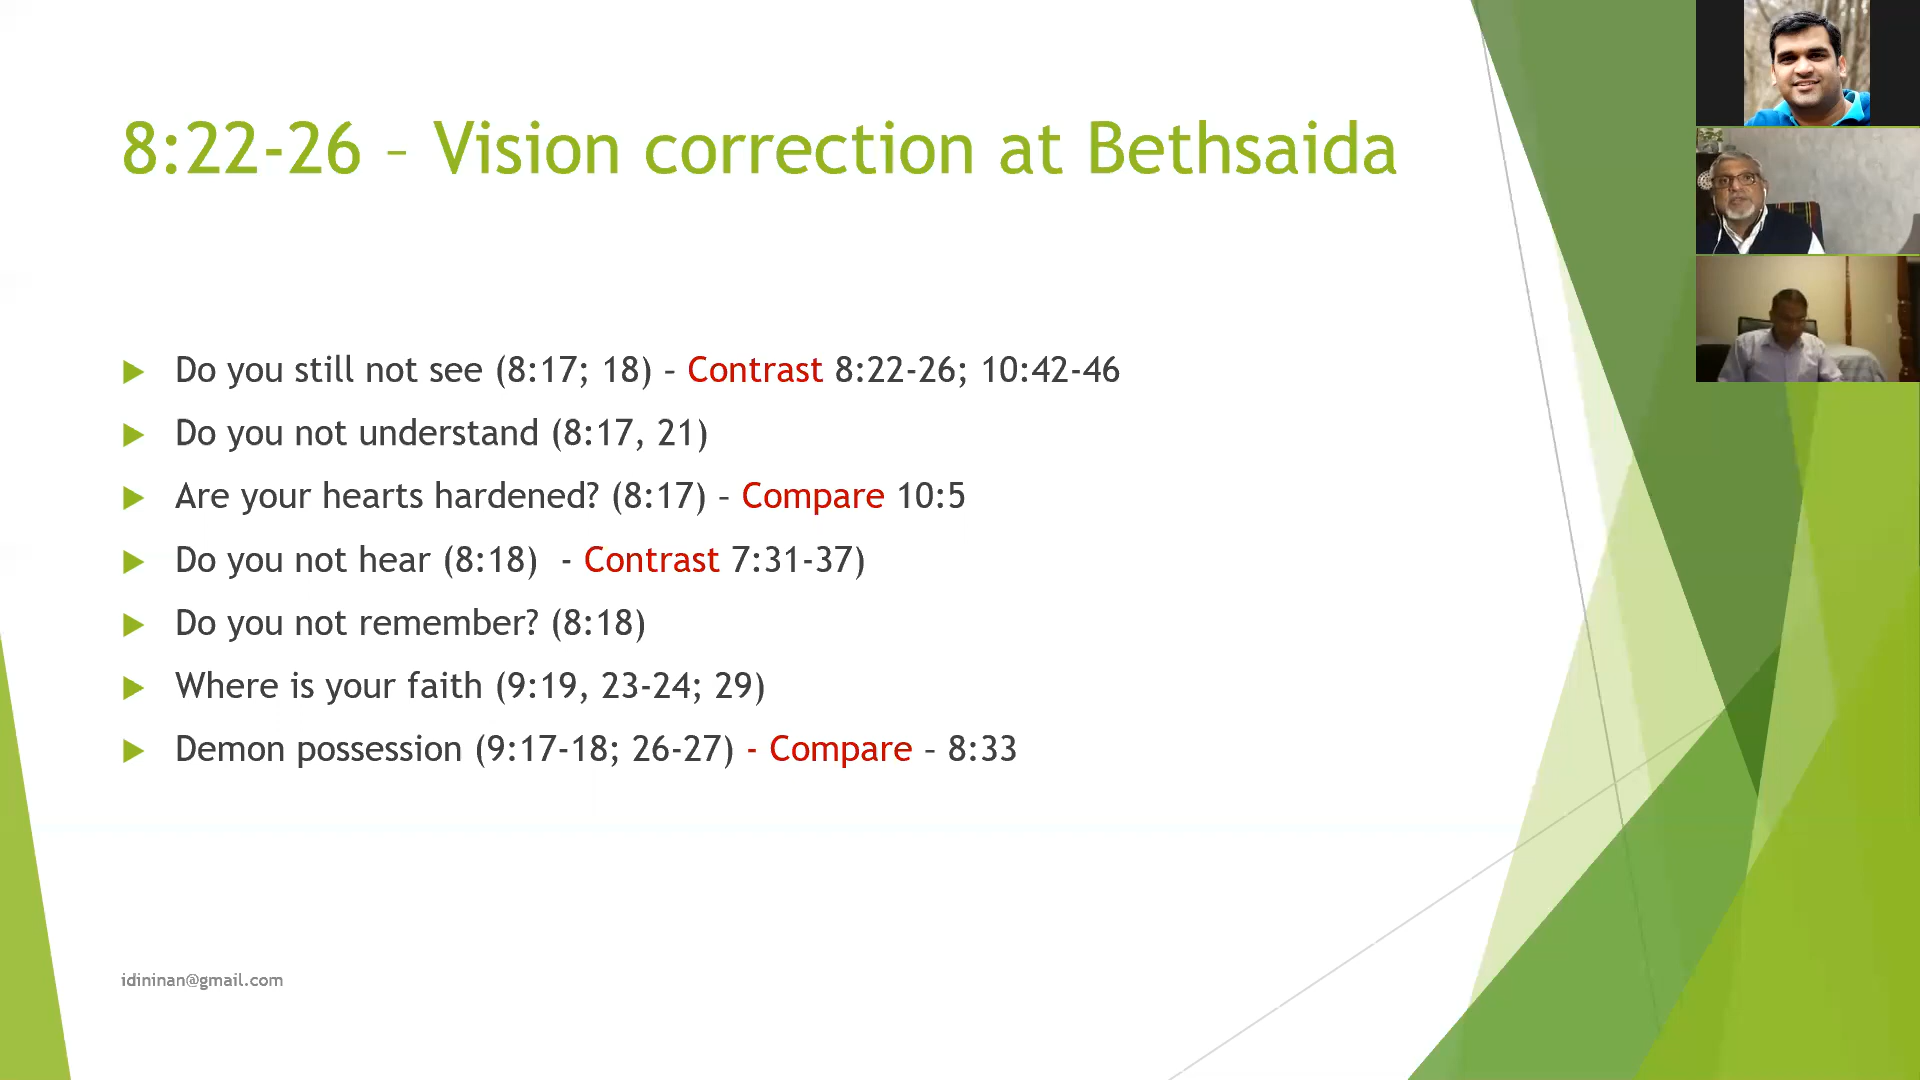 8:22-26 – Vision correction at Bethsaida
Do you still not see (8:17; 18) – Contrast 8:22-26; 10:42-46
Do you not understand (8:17, 21)
Are your hearts hardened? (8:17) – Compare 10:5
Do you not hear (8:18)  - Contrast 7:31-37)
Do you not remember? (8:18)
Where is your faith (9:19, 23-24; 29)
Demon possession (9:17-18; 26-27) - Compare – 8:33
idininan@gmail.com